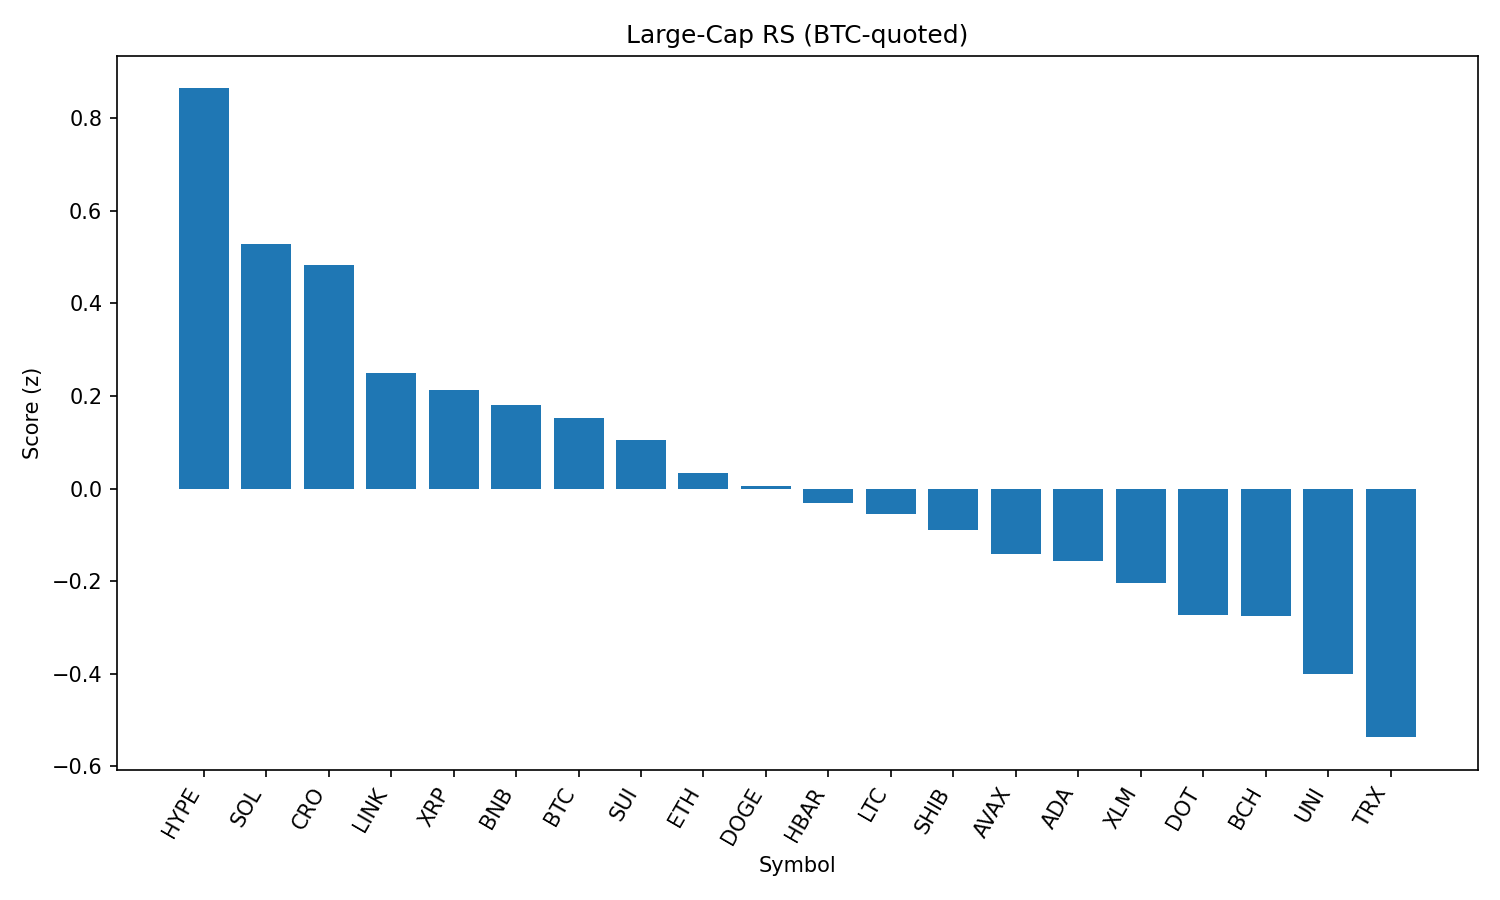 Large-Cap RS (BTC-quoted)
Score (z)
0.8
0.6
0.4
0.2
0.0
−0.2
−0.4
−0.6
HYPE
SOL
CRO
LINK
XRP
BNB
BTC
SUI
ETH
DOGE
HBAR
LTC
SHIB
AVAX
ADA
XLM
DOT
BCH
UNI
TRX
Symbol